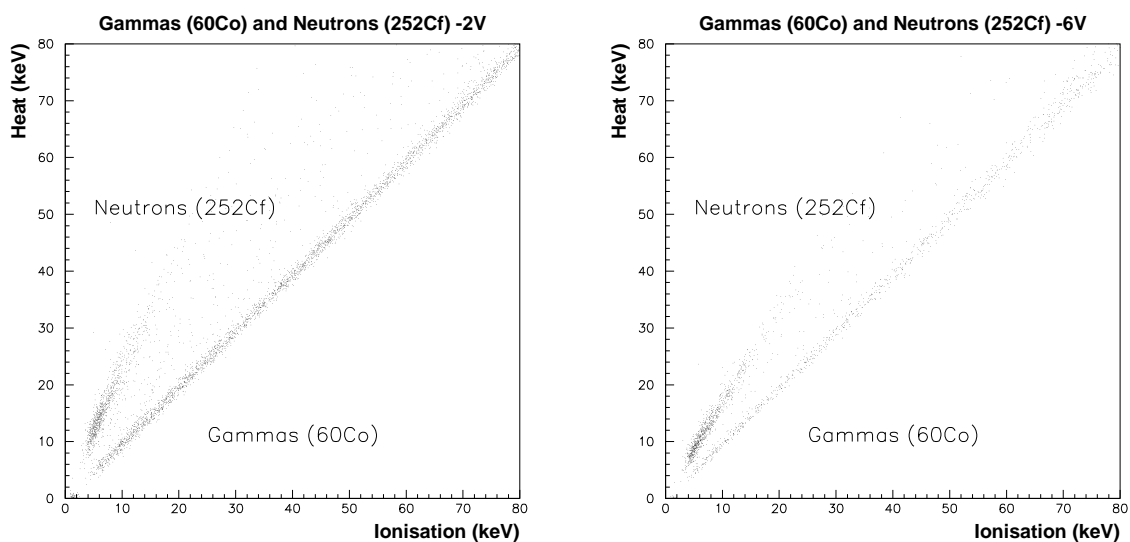 Gammas (60Co) and Neutrons (252Cf) -2V
Heat (keV)
80
70
60
50
40
30
20
10
0
Neutrons (252Cf)
Gammas (60Co)
0 10 20 30 40 50 60 70 80
Ionisation (keV)
Gammas (60Co) and Neutrons (252Cf) -6V
Heat (keV)
80
70
60
50
40
30
20
10
0
Neutrons (252Cf)
Gammas (60Co)
0 10 20 30 40 50 60 70 80
Ionisation (keV)